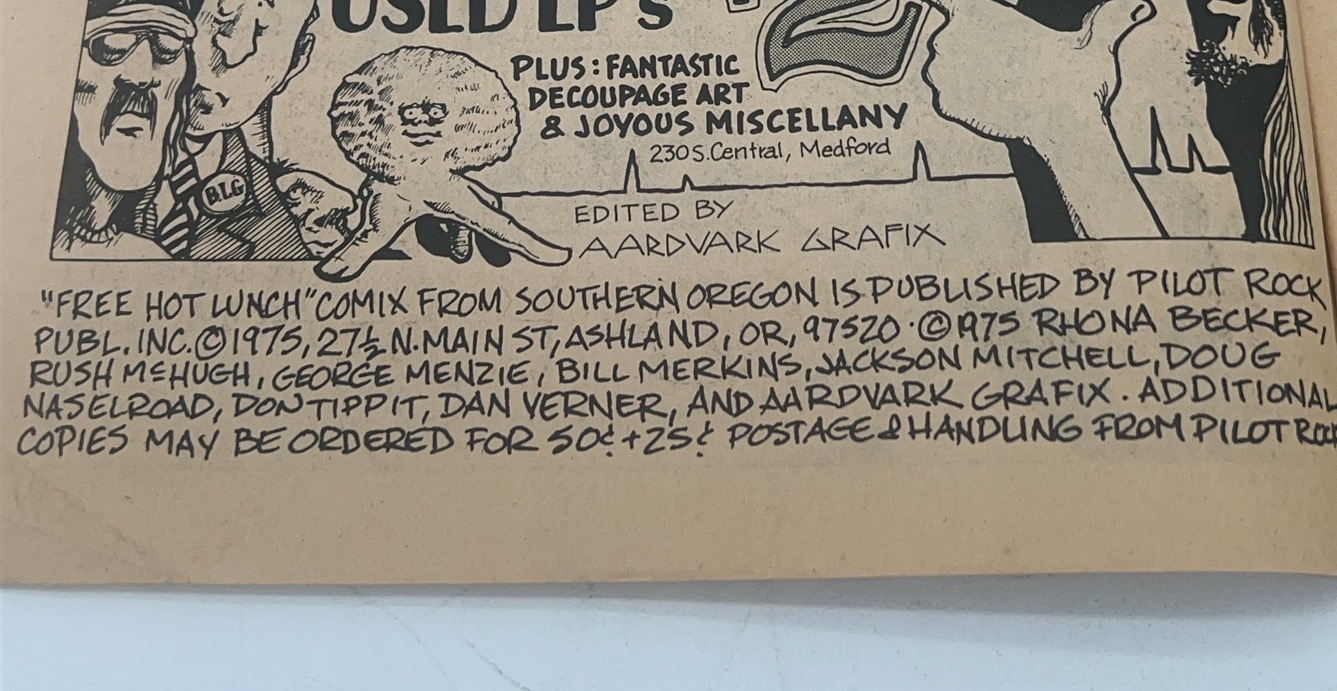 USED LP's
PLUS: FANTASTIC
DECOUPAGE ART
& JOYOUS MISCELLANY
230 S. Central, Medford
B.L.G
EDITED BY
AARDVARK GRAFIX
"FREE HOT LUNCH" COMIX FROM SOUTHERN OREGON IS PUBLISHED BY PILOT ROCK
PUBL. INC. © 1975, 27½ N. MAIN ST, ASHLAND, OR, 97520 · © 1975 RHONA BECKER,
RUSH McHUGH, GEORGE MENZIE, BILL MERKINS, JACKSON MITCHELL, DOUG
NASELROAD, DON TIPPIT, DAN VERNER, AND AARDVARK GRAFIX. ADDITIONAL
COPIES MAY BE ORDERED FOR 50¢ + 25¢ POSTAGE & HANDLING FROM PILOT ROCK